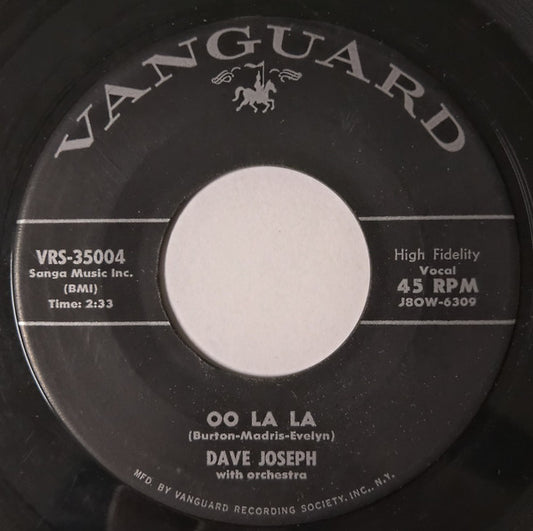 VANGUARD
VRS-35004
Sanga Music Inc.
(BMI)
Time: 2:33
High Fidelity
Vocal
45 RPM
J8OW-6309
OO LA LA
(Burton-Madris-Evelyn)
DAVE JOSEPH
with orchestra
MFD. BY VANGUARD RECORDING SOCIETY, INC., N.Y.